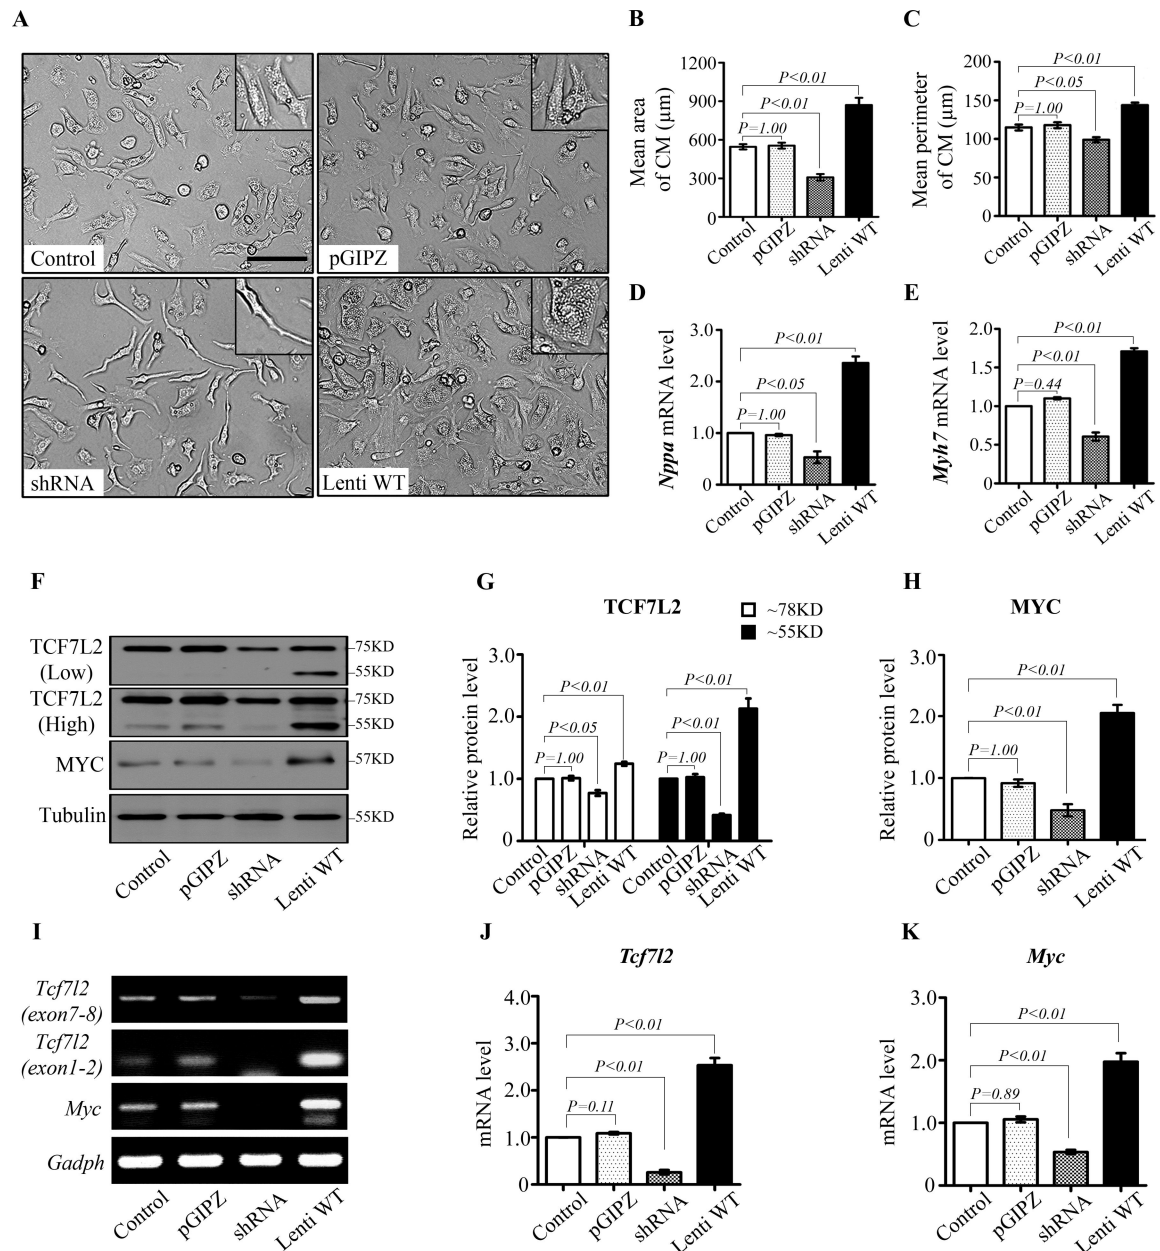 A
Control
pGIPZ
shRNA
Lenti WT
B
Mean area
of CM (μm)
1200
900
600
300
0
P<0.01
P<0.01
P=1.00
Control
pGIPZ
shRNA
Lenti WT
C
Mean perimeter
of CM (μm)
200
150
100
50
0
P<0.01
P<0.05
P=1.00
Control
pGIPZ
shRNA
Lenti WT
D
Nppa mRNA level
3.0
2.0
1.0
0
P<0.01
P<0.05
P=1.00
Control
pGIPZ
shRNA
Lenti WT
E
Myh7 mRNA level
2.0
1.5
1.0
0.5
0
P<0.01
P<0.01
P=0.44
Control
pGIPZ
shRNA
Lenti WT
F
TCF7L2
(Low)
75KD
55KD
TCF7L2
(High)
75KD
55KD
MYC
57KD
Tubulin
55KD
Control
pGIPZ
shRNA
Lenti WT
G
TCF7L2
~78KD
~55KD
Relative protein level
3.0
2.0
1.0
0
P<0.01
P<0.05
P=1.00
P<0.01
P<0.01
P=1.00
Control
pGIPZ
shRNA
Lenti WT
Control
pGIPZ
shRNA
Lenti WT
H
MYC
Relative protein level
3.0
2.0
1.0
0
P<0.01
P<0.01
P=1.00
Control
pGIPZ
shRNA
Lenti WT
I
Tcf7l2
(exon7-8)
Tcf7l2
(exon1-2)
Myc
Gadph
Control
pGIPZ
shRNA
Lenti WT
J
Tcf7l2
mRNA level
4.0
3.0
2.0
1.0
0
P<0.01
P<0.01
P=0.11
Control
pGIPZ
shRNA
Lenti WT
K
Myc
mRNA level
3.0
2.0
1.0
0
P<0.01
P<0.01
P=0.89
Control
pGIPZ
shRNA
Lenti WT